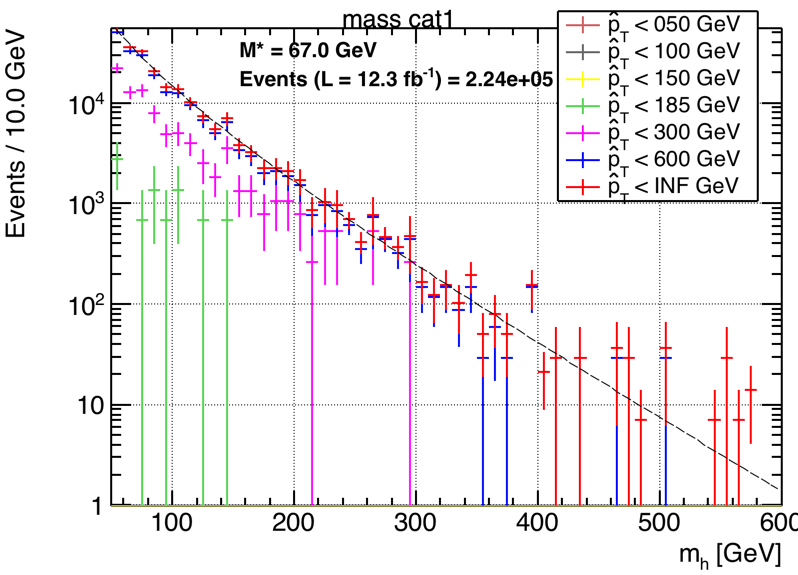 mass cat1
M* = 67.0 GeV
Events (L = 12.3 fb⁻¹) = 2.24e+05
p̂T < 050 GeV
p̂T < 100 GeV
p̂T < 150 GeV
p̂T < 185 GeV
p̂T < 300 GeV
p̂T < 600 GeV
p̂T < INF GeV
Events / 10.0 GeV
10⁴
10³
10²
10
1
100 200 300 400 500 600
mₕ [GeV]